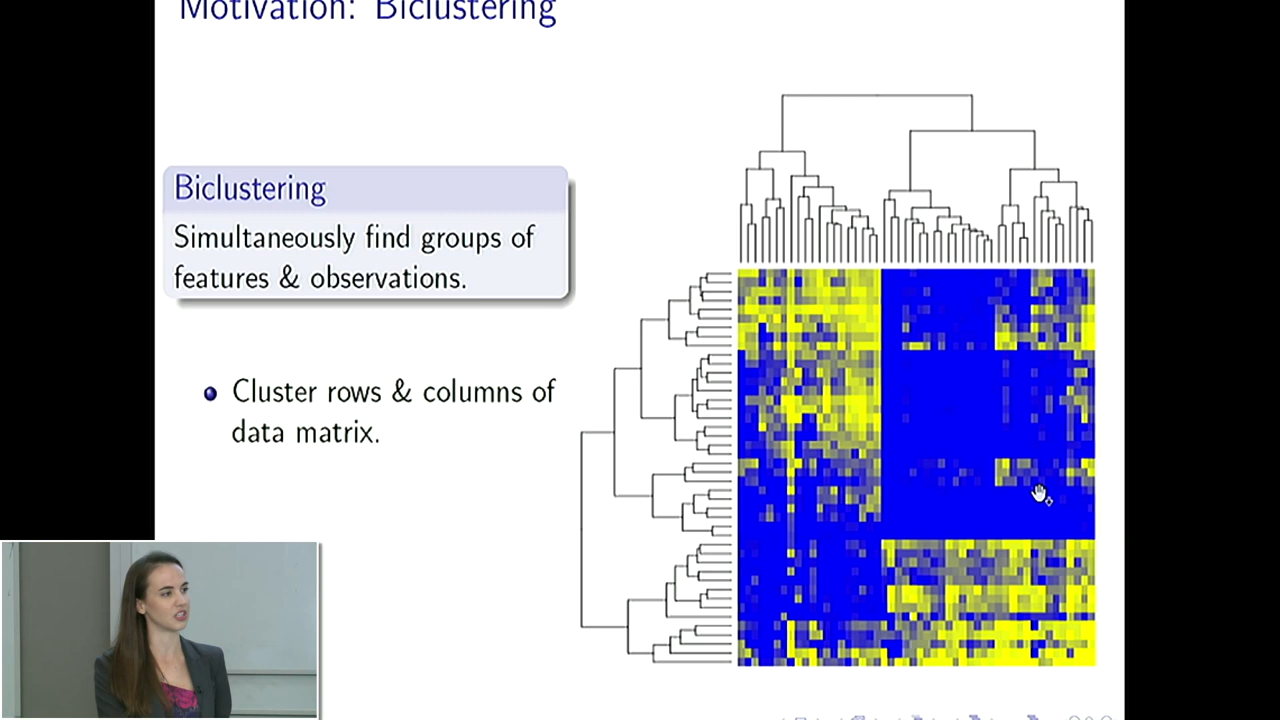 Motivation: Biclustering
Biclustering
Simultaneously find groups of
features & observations.
Cluster rows & columns of
data matrix.